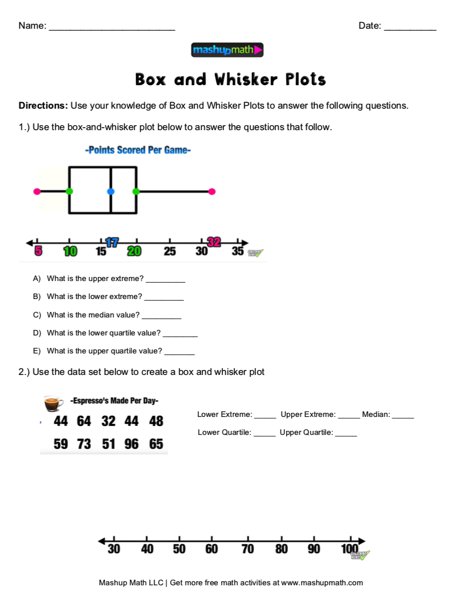 Name: ______________________ Date: ____________
mashupmath
Box and Whisker Plots
Directions: Use your knowledge of Box and Whisker Plots to answer the following questions.
1.) Use the box-and-whisker plot below to answer the questions that follow.
-Points Scored Per Game-
5 10 15 17 20 25 30 32 35
A) What is the upper extreme? _________
B) What is the lower extreme? _________
C) What is the median value? _________
D) What is the lower quartile value? ________
E) What is the upper quartile value? _______
2.) Use the data set below to create a box and whisker plot
-Espresso's Made Per Day-
44 64 32 44 48
59 73 51 96 65
Lower Extreme: _____ Upper Extreme: _____ Median: _____
Lower Quartile: _____ Upper Quartile: _____
30 40 50 60 70 80 90 100
Mashup Math LLC | Get more free math activities at www.mashupmath.com